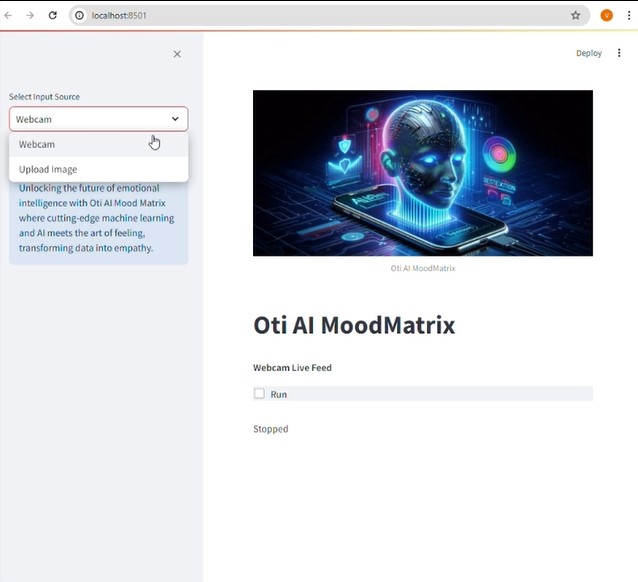 localhost:8501
V
Deploy
Select Input Source
Webcam
Webcam
Upload Image
Unlocking the future of emotional
intelligence with Oti AI Mood Matrix
where cutting-edge machine learning
and AI meets the art of feeling,
transforming data into empathy.
Oti AI MoodMatrix
Oti AI MoodMatrix
Webcam Live Feed
Run
Stopped